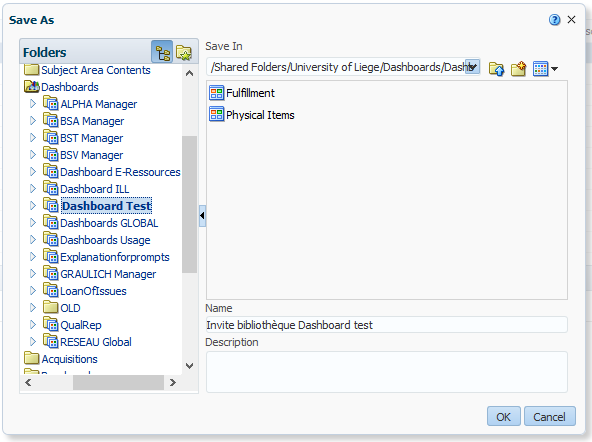 Save As
Folders
Subject Area Contents
Dashboards
ALPHA Manager
BSA Manager
BST Manager
BSV Manager
Dashboard E-Ressources
Dashboard ILL
Dashboard Test
Dashboards GLOBAL
Dashboards Usage
Explanationforprompts
GRAULICH Manager
LoanOfIssues
OLD
QualRep
RESEAU Global
Acquisitions
Save In
/Shared Folders/University of Liege/Dashboards/Dashb
Fulfillment
Physical Items
Name
Invite bibliothèque Dashboard test
Description
OK
Cancel